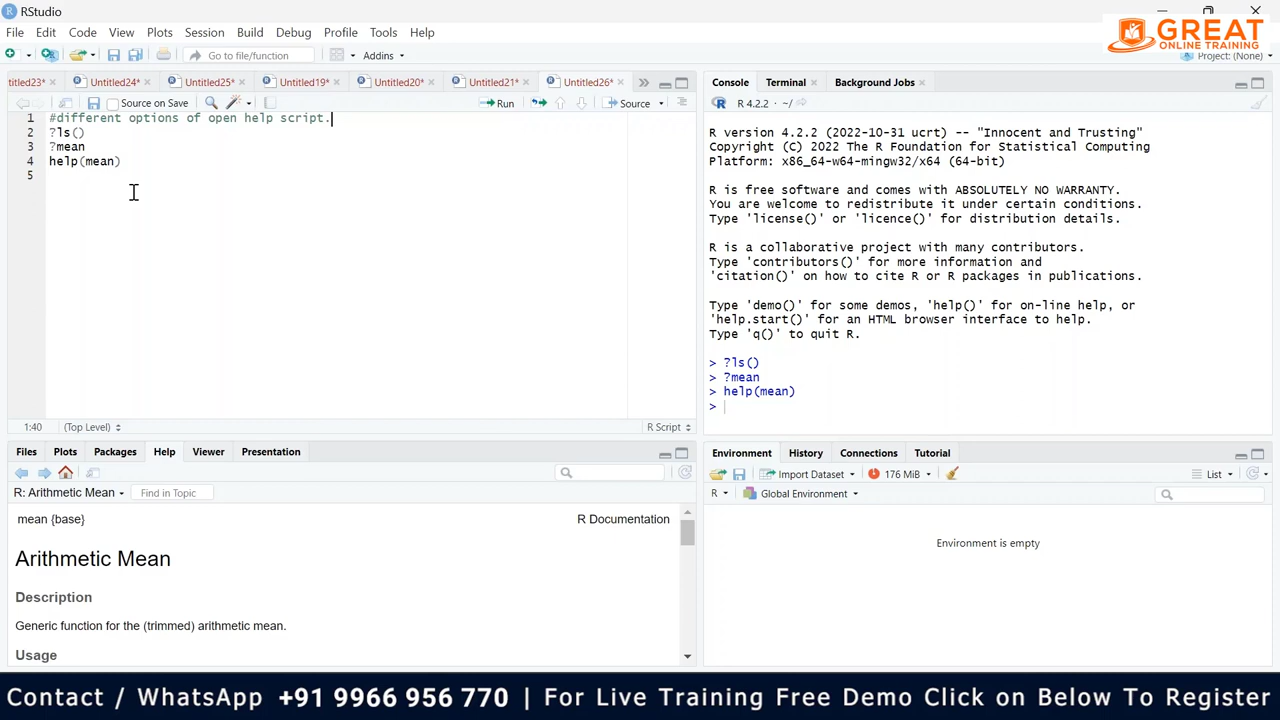 RStudio
File Edit Code View Plots Session Build Debug Profile Tools Help
GREAT
ONLINE TRAINING
Go to file/function Addins
Project: (None)
titled23* Untitled24* Untitled25* Untitled19* Untitled20* Untitled21* Untitled26*
Source on Save Run Source
1 #different options of open help script.
2 ?ls()
3 ?mean
4 help(mean)
5
1:40 (Top Level) R Script
Console Terminal Background Jobs
R 4.2.2 · ~/
R version 4.2.2 (2022-10-31 ucrt) -- "Innocent and Trusting"
Copyright (C) 2022 The R Foundation for Statistical Computing
Platform: x86_64-w64-mingw32/x64 (64-bit)
R is free software and comes with ABSOLUTELY NO WARRANTY.
You are welcome to redistribute it under certain conditions.
Type 'license()' or 'licence()' for distribution details.
R is a collaborative project with many contributors.
Type 'contributors()' for more information and
'citation()' on how to cite R or R packages in publications.
Type 'demo()' for some demos, 'help()' for on-line help, or
'help.start()' for an HTML browser interface to help.
Type 'q()' to quit R.
> ?ls()
> ?mean
> help(mean)
>
Files Plots Packages Help Viewer Presentation
R: Arithmetic Mean Find in Topic
mean {base} R Documentation
Arithmetic Mean
Description
Generic function for the (trimmed) arithmetic mean.
Usage
Environment History Connections Tutorial
Import Dataset 176 MiB List
R Global Environment
Environment is empty
Contact / WhatsApp +91 9966 956 770 | For Live Training Free Demo Click on Below To Register